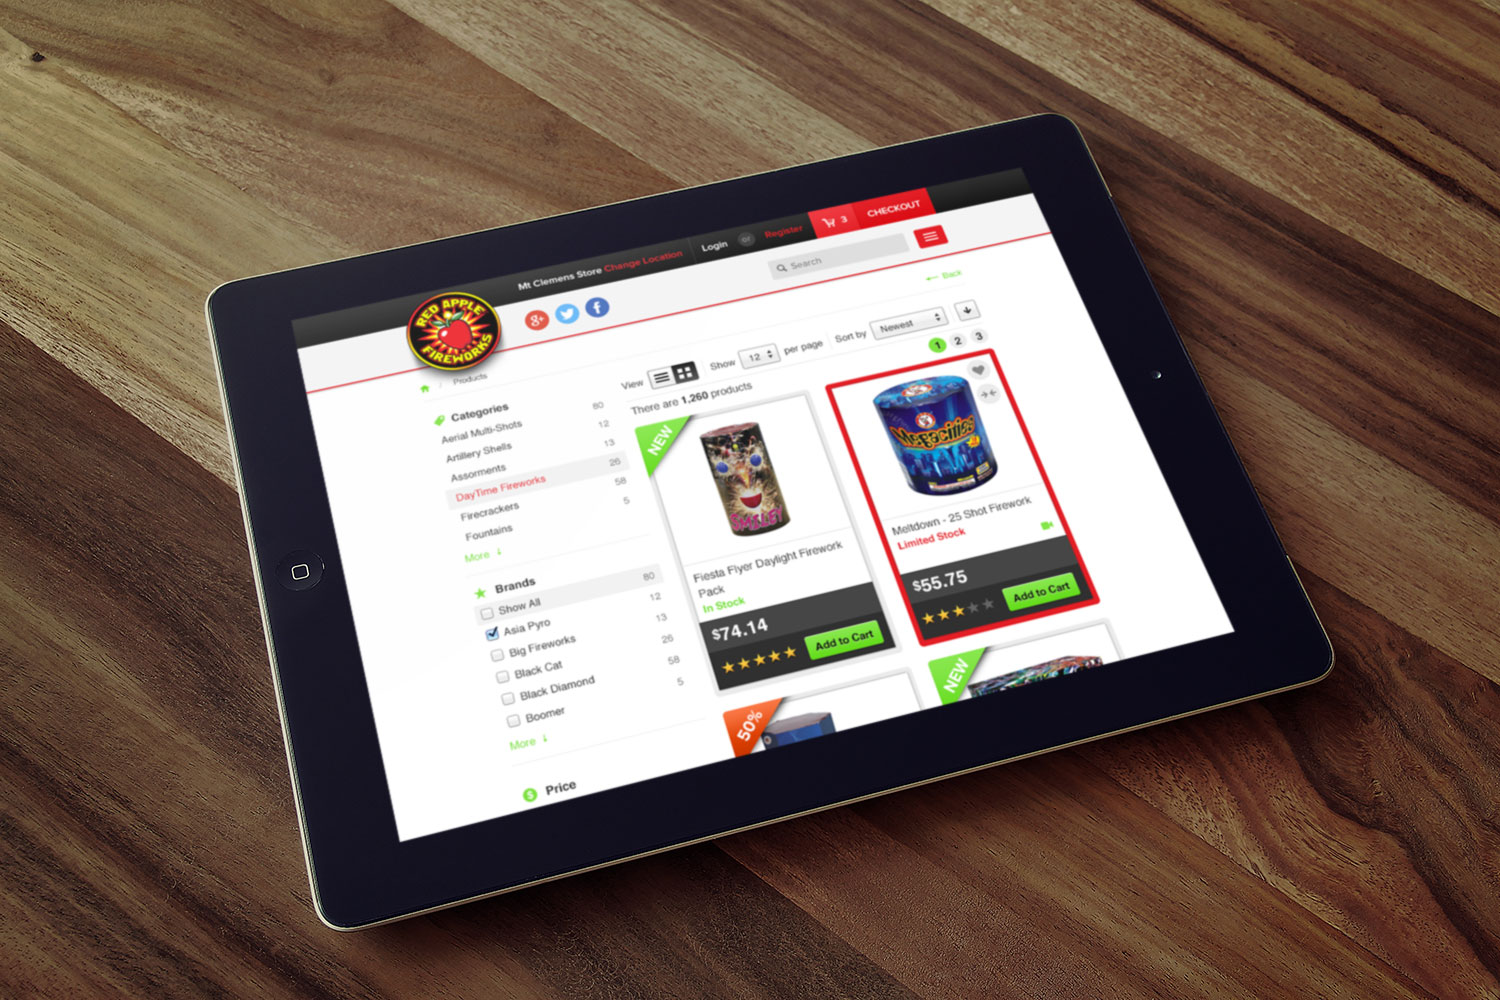 Mt Clemens Store Change Location
Login or Register
3
CHECKOUT
RED APPLE
FIREWORKS
g+
f
Search
Back
/ Products
View
Show 12 per page
Sort by Newest
There are 1,260 products
1 2 3
Categories
Aerial Multi-Shots 80
Artillery Shells 12
Assorments 13
DayTime Fireworks 26
Firecrackers 58
Fountains 5
More
Brands
Show All 80
Asia Pyro 12
Big Fireworks 13
Black Cat 26
Black Diamond 58
Boomer 5
More
$ Price
NEW
SMILEY
Fiesta Flyer Daylight Firework
Pack
In Stock
$74.14
Add to Cart
Megacities
Meltdown - 25 Shot Firework
Limited Stock
$55.75
Add to Cart
50%
NEW